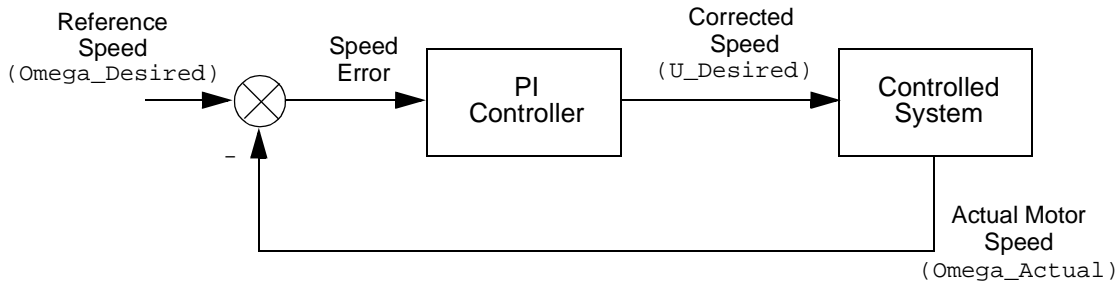 Reference
Speed
(Omega_Desired)
Speed
Error
PI
Controller
Corrected
Speed
(U_Desired)
Controlled
System
-
Actual Motor
Speed
(Omega_Actual)